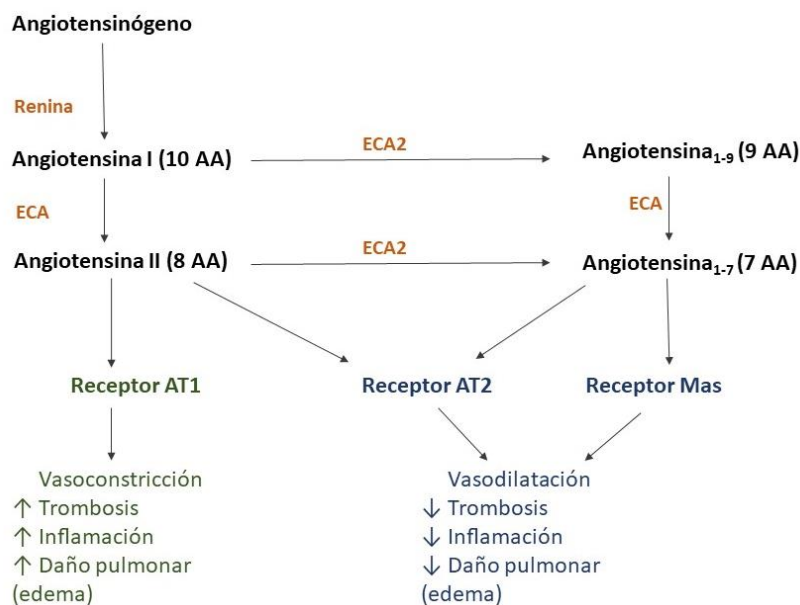 Angiotensinógeno
Renina
Angiotensina I (10 AA)
ECA2
Angiotensina₁₋₉ (9 AA)
ECA
ECA
Angiotensina II (8 AA)
ECA2
Angiotensina₁₋₇ (7 AA)
Receptor AT1
Receptor AT2
Receptor Mas
Vasoconstricción
↑ Trombosis
↑ Inflamación
↑ Daño pulmonar
(edema)
Vasodilatación
↓ Trombosis
↓ Inflamación
↓ Daño pulmonar
(edema)